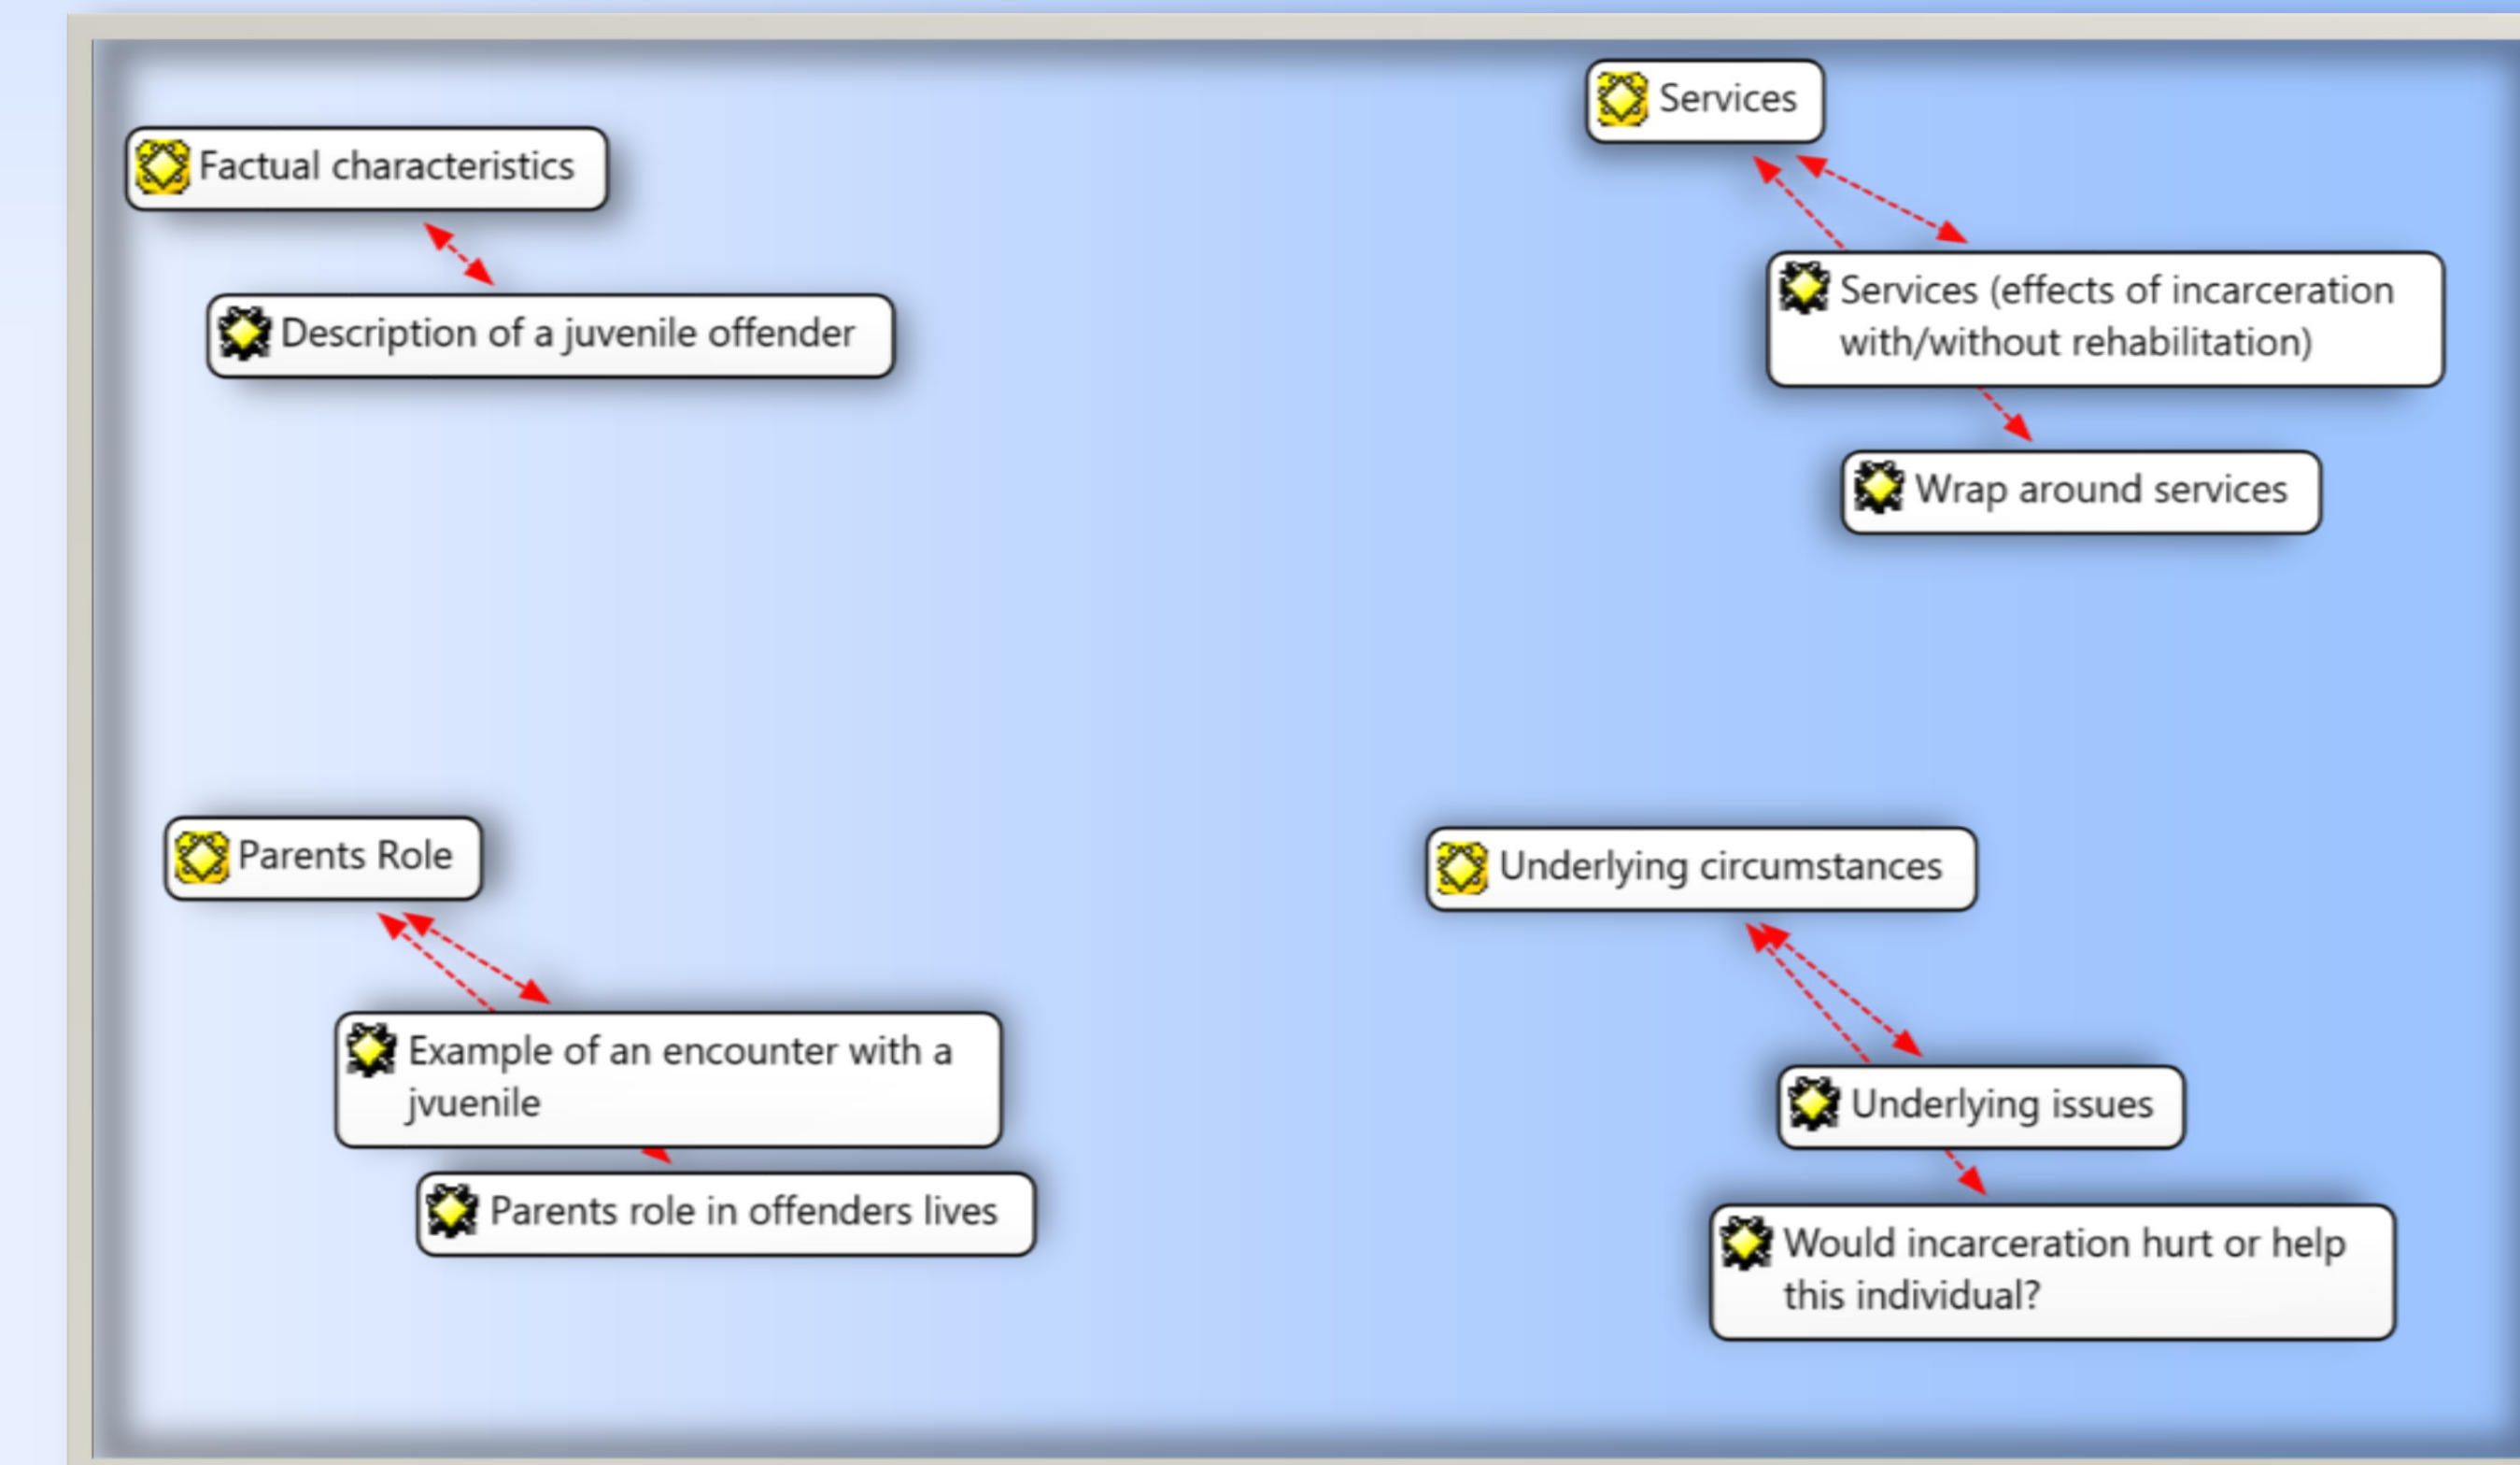 Factual characteristics
Description of a juvenile offender
Services
Services (effects of incarceration
with/without rehabilitation)
Wrap around services
Parents Role
Example of an encounter with a
jvuenile
Parents role in offenders lives
Underlying circumstances
Underlying issues
Would incarceration hurt or help
this individual?